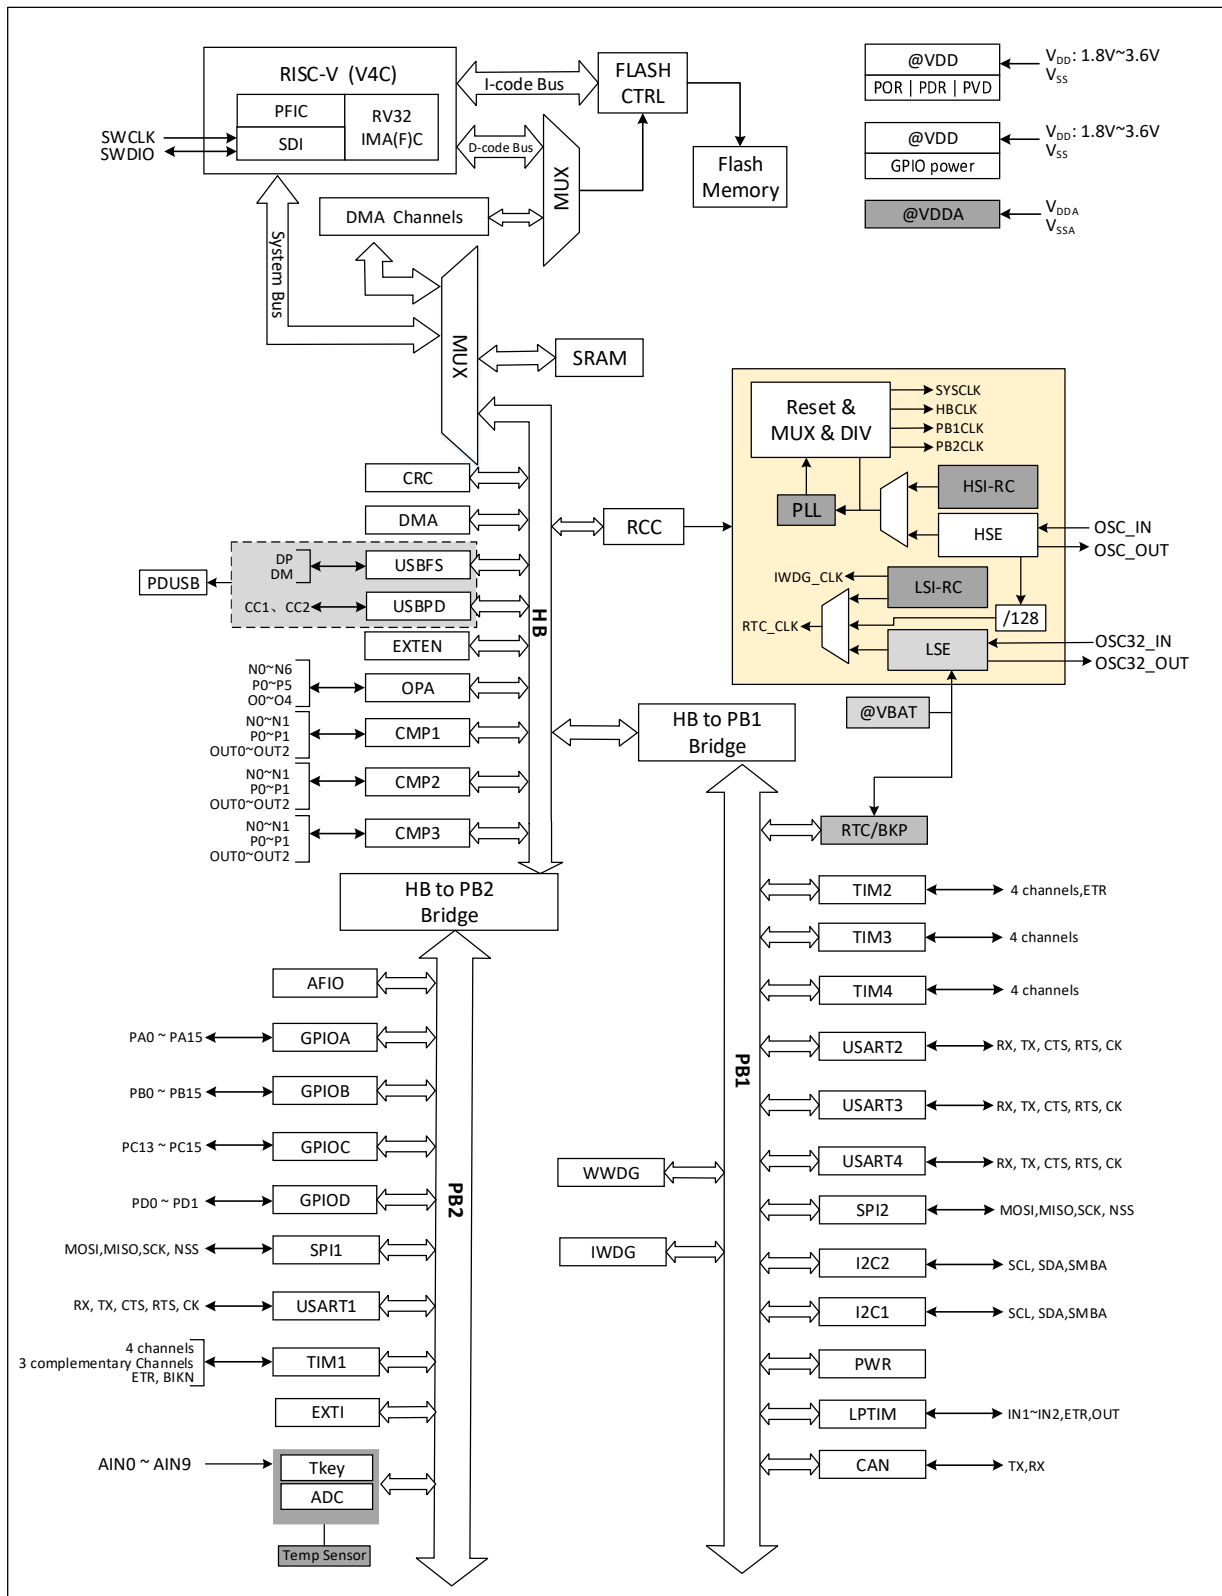 RISC-V (V4C)
PFIC
SDI
RV32
IMA(F)C
SWCLK
SWDIO
I-code Bus
D-code Bus
FLASH
CTRL
Flash
Memory
MUX
DMA Channels
System Bus
MUX
SRAM
@VDD
POR | PDR | PVD
VDD: 1.8V~3.6V
VSS
@VDD
GPIO power
VDD: 1.8V~3.6V
VSS
@VDDA
VDDA
VSSA
Reset &
MUX & DIV
SYSCLK
HBCLK
PB1CLK
PB2CLK
PLL
HSI-RC
HSE
OSC_IN
OSC_OUT
IWDG_CLK
LSI-RC
RTC_CLK
/128
LSE
OSC32_IN
OSC32_OUT
@VBAT
RCC
CRC
DMA
PDUSB
DP
DM
USBFS
CC1、CC2
USBPD
HB
EXTEN
N0~N6
P0~P5
O0~O4
OPA
N0~N1
P0~P1
OUT0~OUT2
CMP1
N0~N1
P0~P1
OUT0~OUT2
CMP2
N0~N1
P0~P1
OUT0~OUT2
CMP3
HB to PB1
Bridge
HB to PB2
Bridge
RTC/BKP
TIM2
4 channels,ETR
TIM3
4 channels
TIM4
4 channels
USART2
RX, TX, CTS, RTS, CK
USART3
RX, TX, CTS, RTS, CK
USART4
RX, TX, CTS, RTS, CK
SPI2
MOSI,MISO,SCK, NSS
I2C2
SCL, SDA,SMBA
I2C1
SCL, SDA,SMBA
PWR
LPTIM
IN1~IN2,ETR,OUT
CAN
TX,RX
PB1
WWDG
IWDG
AFIO
PA0 ~ PA15
GPIOA
PB0 ~ PB15
GPIOB
PC13 ~ PC15
GPIOC
PD0 ~ PD1
GPIOD
PB2
MOSI,MISO,SCK, NSS
SPI1
RX, TX, CTS, RTS, CK
USART1
4 channels
3 complementary Channels
ETR, BIKN
TIM1
EXTI
AIN0 ~ AIN9
Tkey
ADC
Temp Sensor